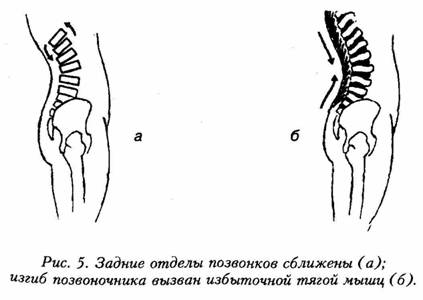 а
б
Рис. 5. Задние отделы позвонков сближены (а);
изгиб позвоночника вызван избыточной тягой мышц (б).